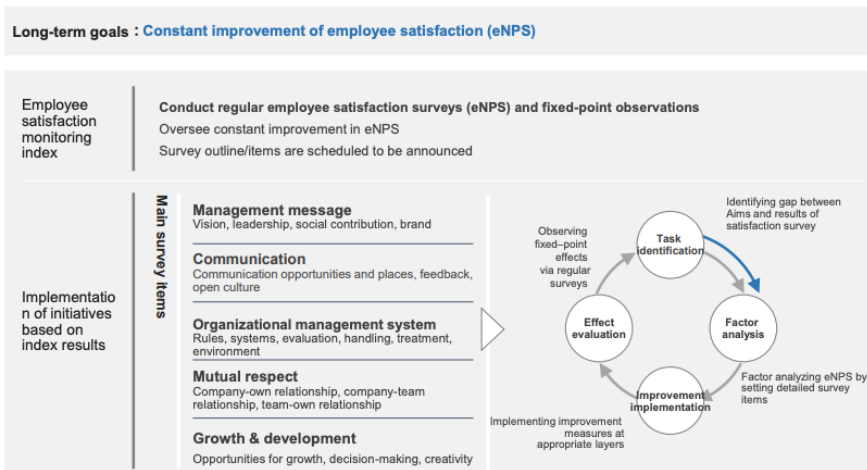 Long-term goals : Constant improvement of employee satisfaction (eNPS)
Employee
satisfaction
monitoring
index
Conduct regular employee satisfaction surveys (eNPS) and fixed-point observations
Oversee constant improvement in eNPS
Survey outline/items are scheduled to be announced
Implementatio
n of initiatives
based on
index results
Main survey items
Management message
Vision, leadership, social contribution, brand
Communication
Communication opportunities and places, feedback,
open culture
Organizational management system
Rules, systems, evaluation, handling, treatment,
environment
Mutual respect
Company-own relationship, company-team
relationship, team-own relationship
Growth & development
Opportunities for growth, decision-making, creativity
Task
identification
Identifying gap between
Aims and results of
satisfaction survey
Factor
analysis
Factor analyzing eNPS by
setting detailed survey
items
Improvement
implementation
Implementing improvement
measures at
appropriate layers
Effect
evaluation
Observing
fixed–point
effects
via regular
surveys